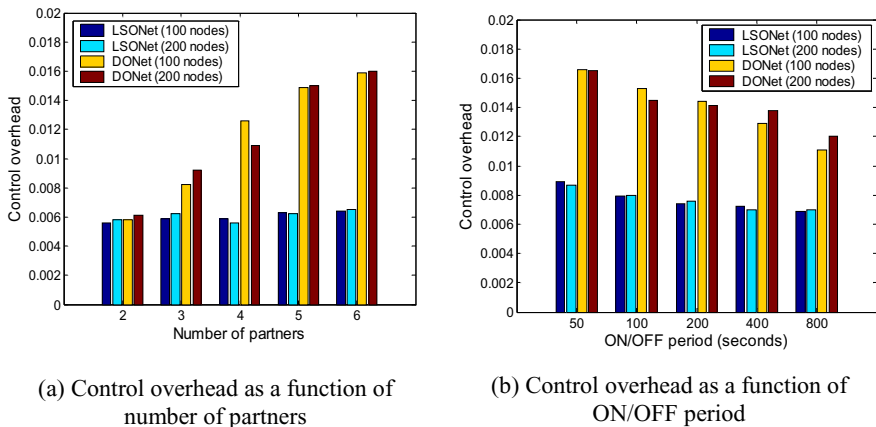 0.02
0.018
0.016
0.014
0.012
0.01
0.008
0.006
0.004
0.002
0
Control overhead
LSONet (100 nodes)
LSONet (200 nodes)
DONet (100 nodes)
DONet (200 nodes)
2 3 4 5 6
Number of partners
(a) Control overhead as a function of
number of partners
0.02
0.018
0.016
0.014
0.012
0.01
0.008
0.006
0.004
0.002
0
Control overhead
LSONet (100 nodes)
LSONet (200 nodes)
DONet (100 nodes)
DONet (200 nodes)
50 100 200 400 800
ON/OFF period (seconds)
(b) Control overhead as a function of
ON/OFF period